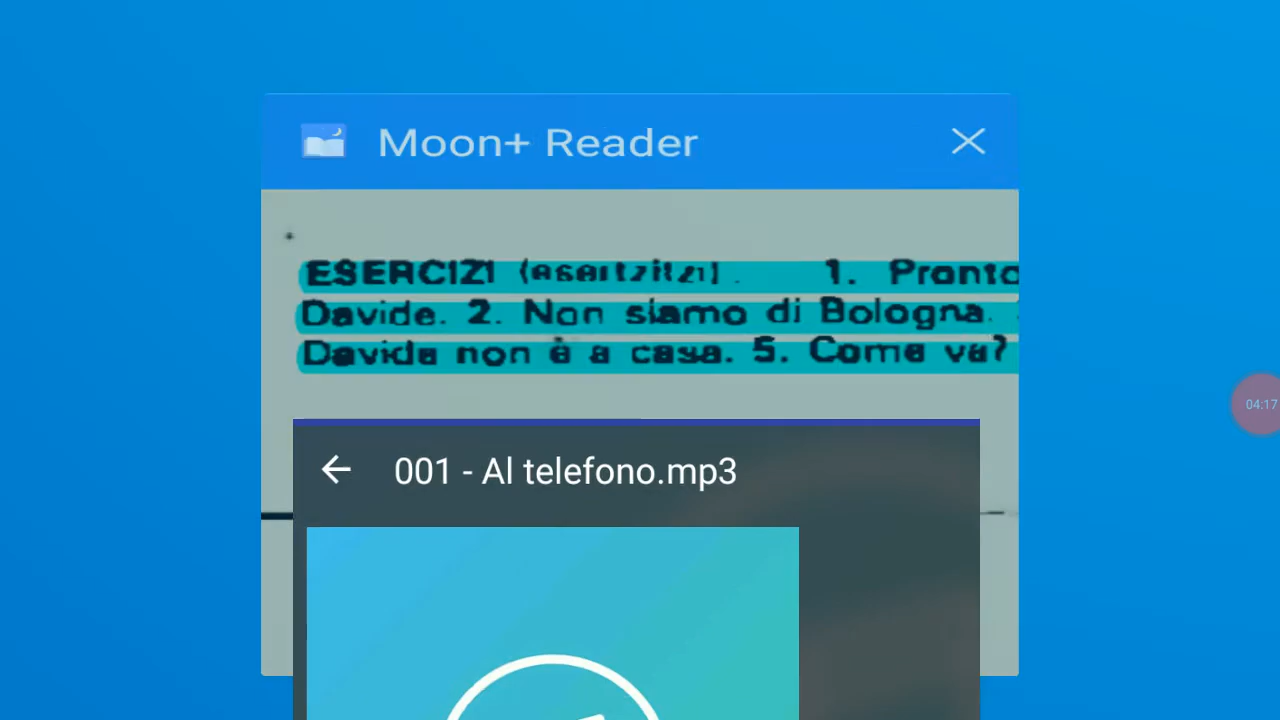 Moon+ Reader
ESERCIZI (esertzitzi). 1. Pronto
Davide. 2. Non siamo di Bologna.
Davide non è a casa. 5. Come va?
04:17
001 - Al telefono.mp3